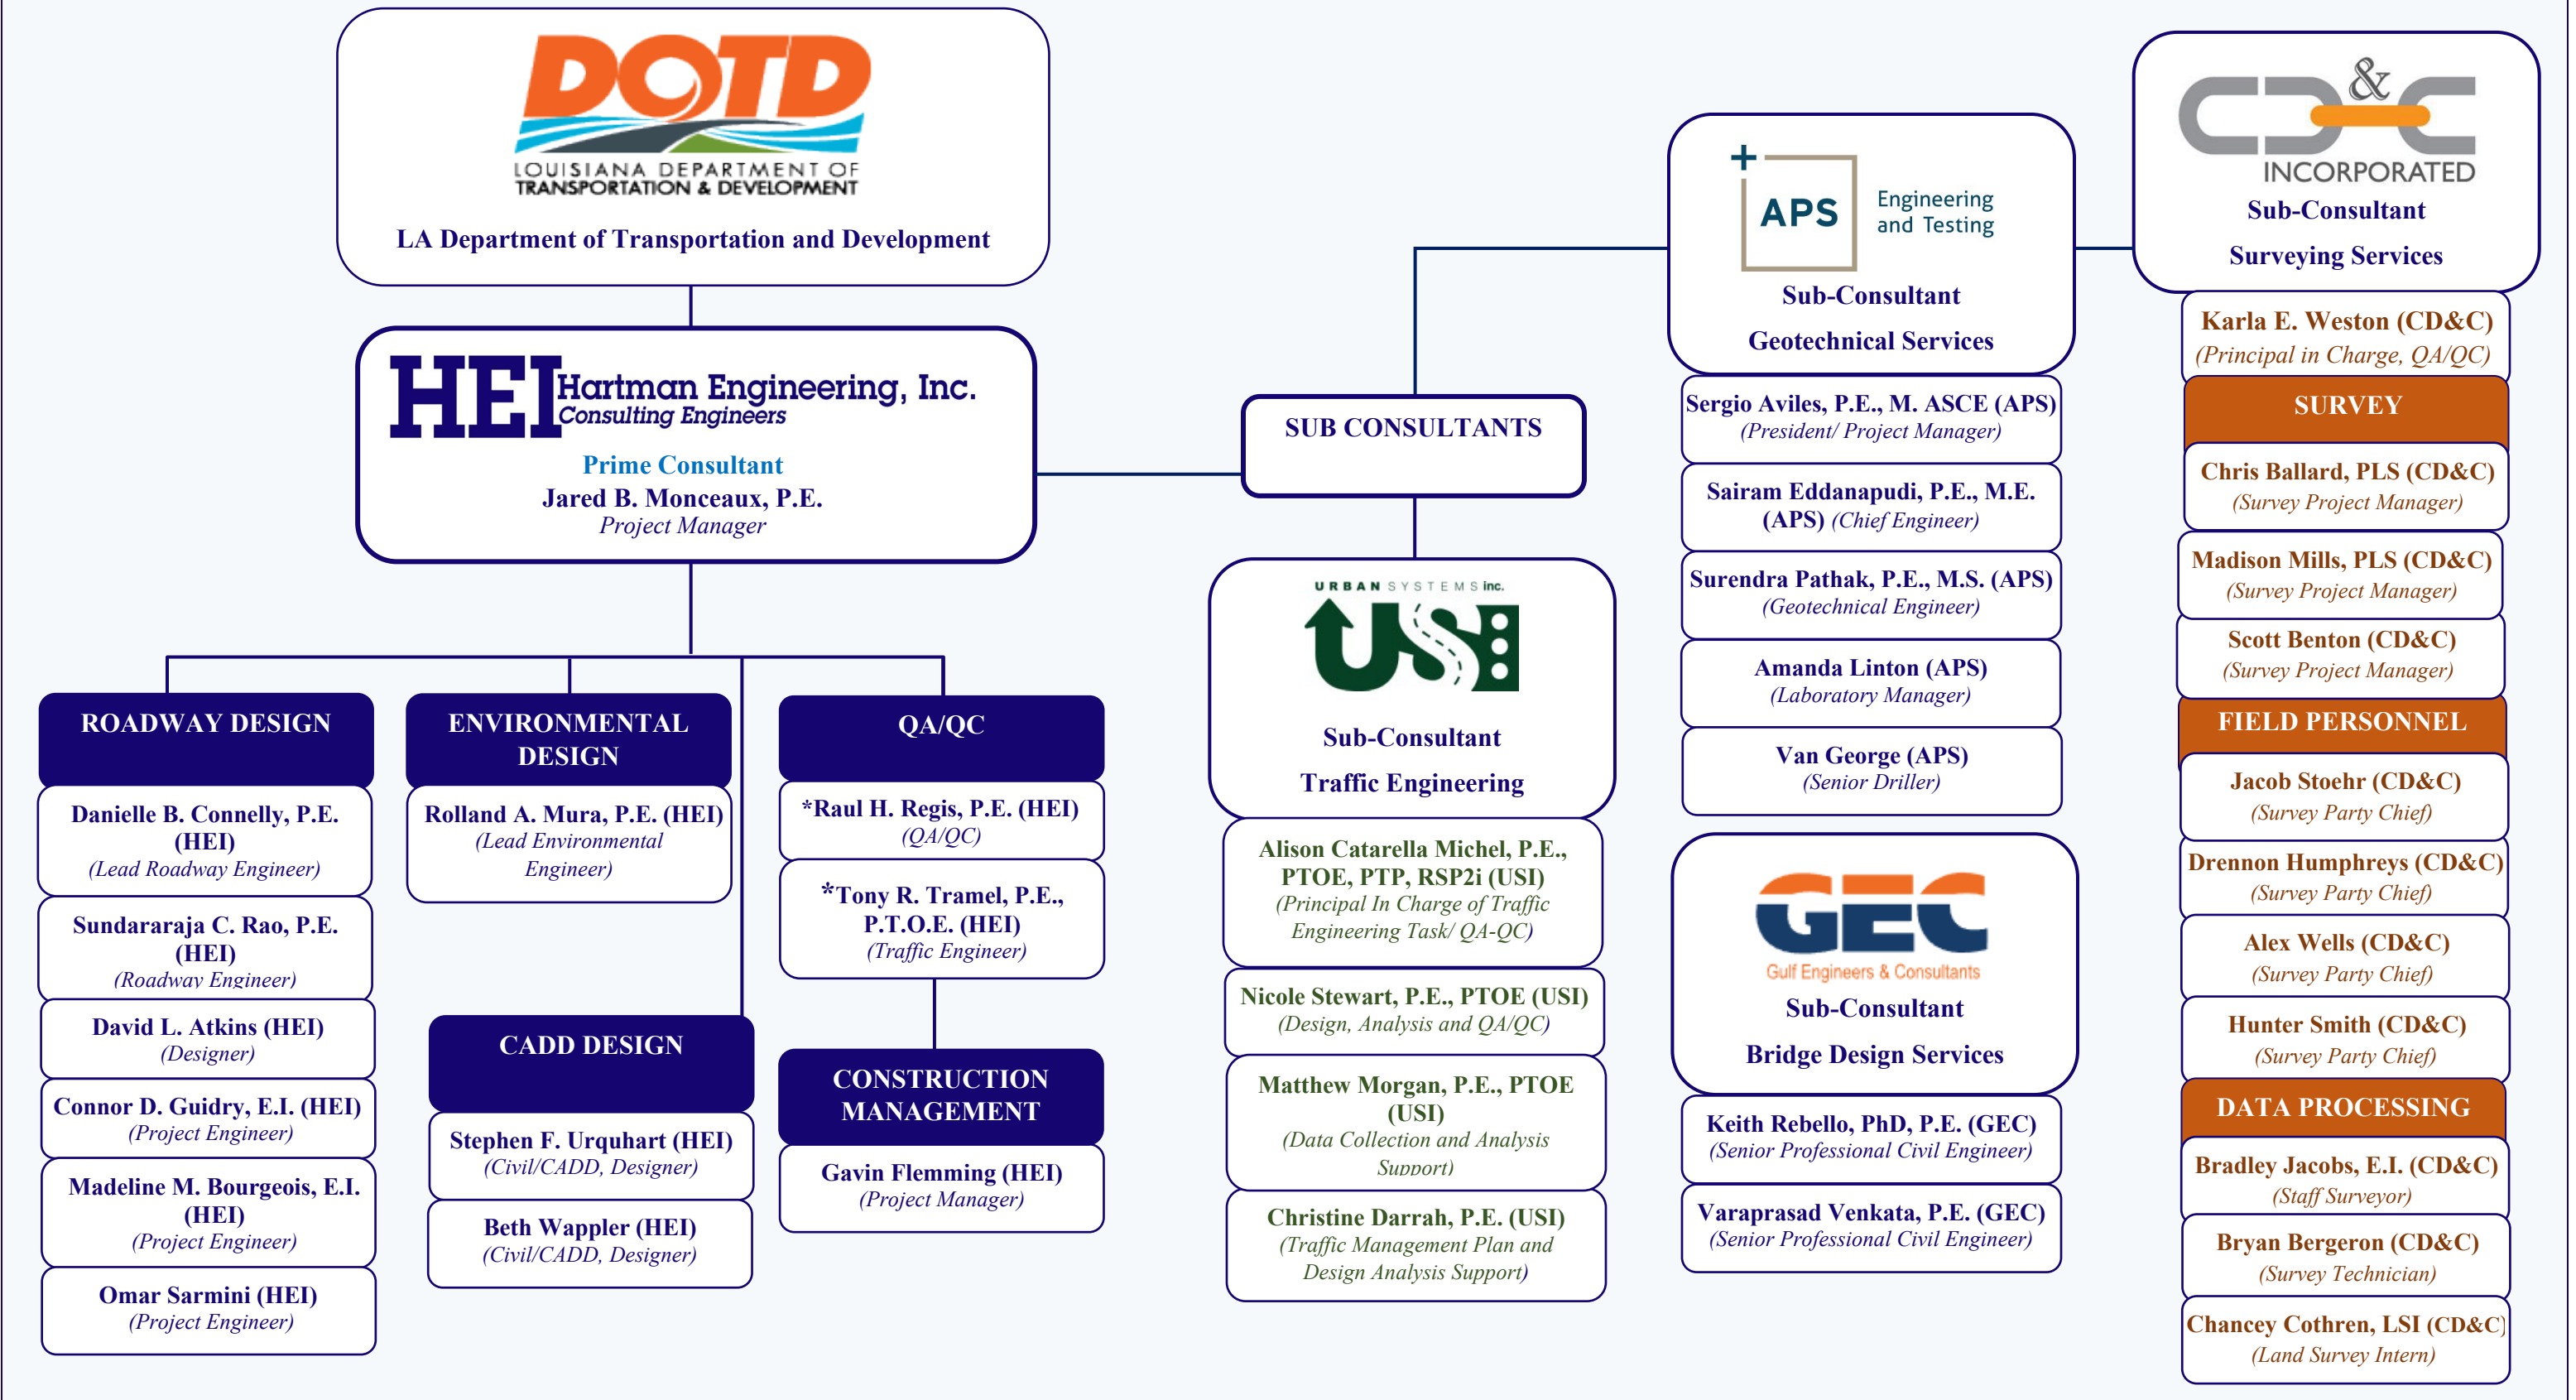 DOTD
LOUISIANA DEPARTMENT OF
TRANSPORTATION & DEVELOPMENT
LA Department of Transportation and Development
HEI Hartman Engineering, Inc.
Consulting Engineers
Prime Consultant
Jared B. Monceaux, P.E.
Project Manager
ROADWAY DESIGN
Danielle B. Connelly, P.E.
(HEI)
(Lead Roadway Engineer)
Sundararaja C. Rao, P.E.
(HEI)
(Roadway Engineer)
David L. Atkins (HEI)
(Designer)
Connor D. Guidry, E.I. (HEI)
(Project Engineer)
Madeline M. Bourgeois, E.I.
(HEI)
(Project Engineer)
Omar Sarmini (HEI)
(Project Engineer)
ENVIRONMENTAL
DESIGN
Rolland A. Mura, P.E. (HEI)
(Lead Environmental
Engineer)
CADD DESIGN
Stephen F. Urquhart (HEI)
(Civil/CADD, Designer)
Beth Wappler (HEI)
(Civil/CADD, Designer)
QA/QC
*Raul H. Regis, P.E. (HEI)
(QA/QC)
*Tony R. Tramel, P.E.,
P.T.O.E. (HEI)
(Traffic Engineer)
CONSTRUCTION
MANAGEMENT
Gavin Flemming (HEI)
(Project Manager)
SUB CONSULTANTS
URBAN SYSTEMS inc.
USI
Sub-Consultant
Traffic Engineering
Alison Catarella Michel, P.E.,
PTOE, PTP, RSP2i (USI)
(Principal In Charge of Traffic
Engineering Task/ QA-QC)
Nicole Stewart, P.E., PTOE (USI)
(Design, Analysis and QA/QC)
Matthew Morgan, P.E., PTOE
(USI)
(Data Collection and Analysis
Support)
Christine Darrah, P.E. (USI)
(Traffic Management Plan and
Design Analysis Support)
APS
Engineering
and Testing
Sub-Consultant
Geotechnical Services
Sergio Aviles, P.E., M. ASCE (APS)
(President/ Project Manager)
Sairam Eddanapudi, P.E., M.E.
(APS) (Chief Engineer)
Surendra Pathak, P.E., M.S. (APS)
(Geotechnical Engineer)
Amanda Linton (APS)
(Laboratory Manager)
Van George (APS)
(Senior Driller)
GEC
Gulf Engineers & Consultants
Sub-Consultant
Bridge Design Services
Keith Rebello, PhD, P.E. (GEC)
(Senior Professional Civil Engineer)
Varaprasad Venkata, P.E. (GEC)
(Senior Professional Civil Engineer)
CD&C
INCORPORATED
Sub-Consultant
Surveying Services
Karla E. Weston (CD&C)
(Principal in Charge, QA/QC)
SURVEY
Chris Ballard, PLS (CD&C)
(Survey Project Manager)
Madison Mills, PLS (CD&C)
(Survey Project Manager)
Scott Benton (CD&C)
(Survey Project Manager)
FIELD PERSONNEL
Jacob Stoehr (CD&C)
(Survey Party Chief)
Drennon Humphreys (CD&C)
(Survey Party Chief)
Alex Wells (CD&C)
(Survey Party Chief)
Hunter Smith (CD&C)
(Survey Party Chief)
DATA PROCESSING
Bradley Jacobs, E.I. (CD&C)
(Staff Surveyor)
Bryan Bergeron (CD&C)
(Survey Technician)
Chancey Cothren, LSI (CD&C)
(Land Survey Intern)